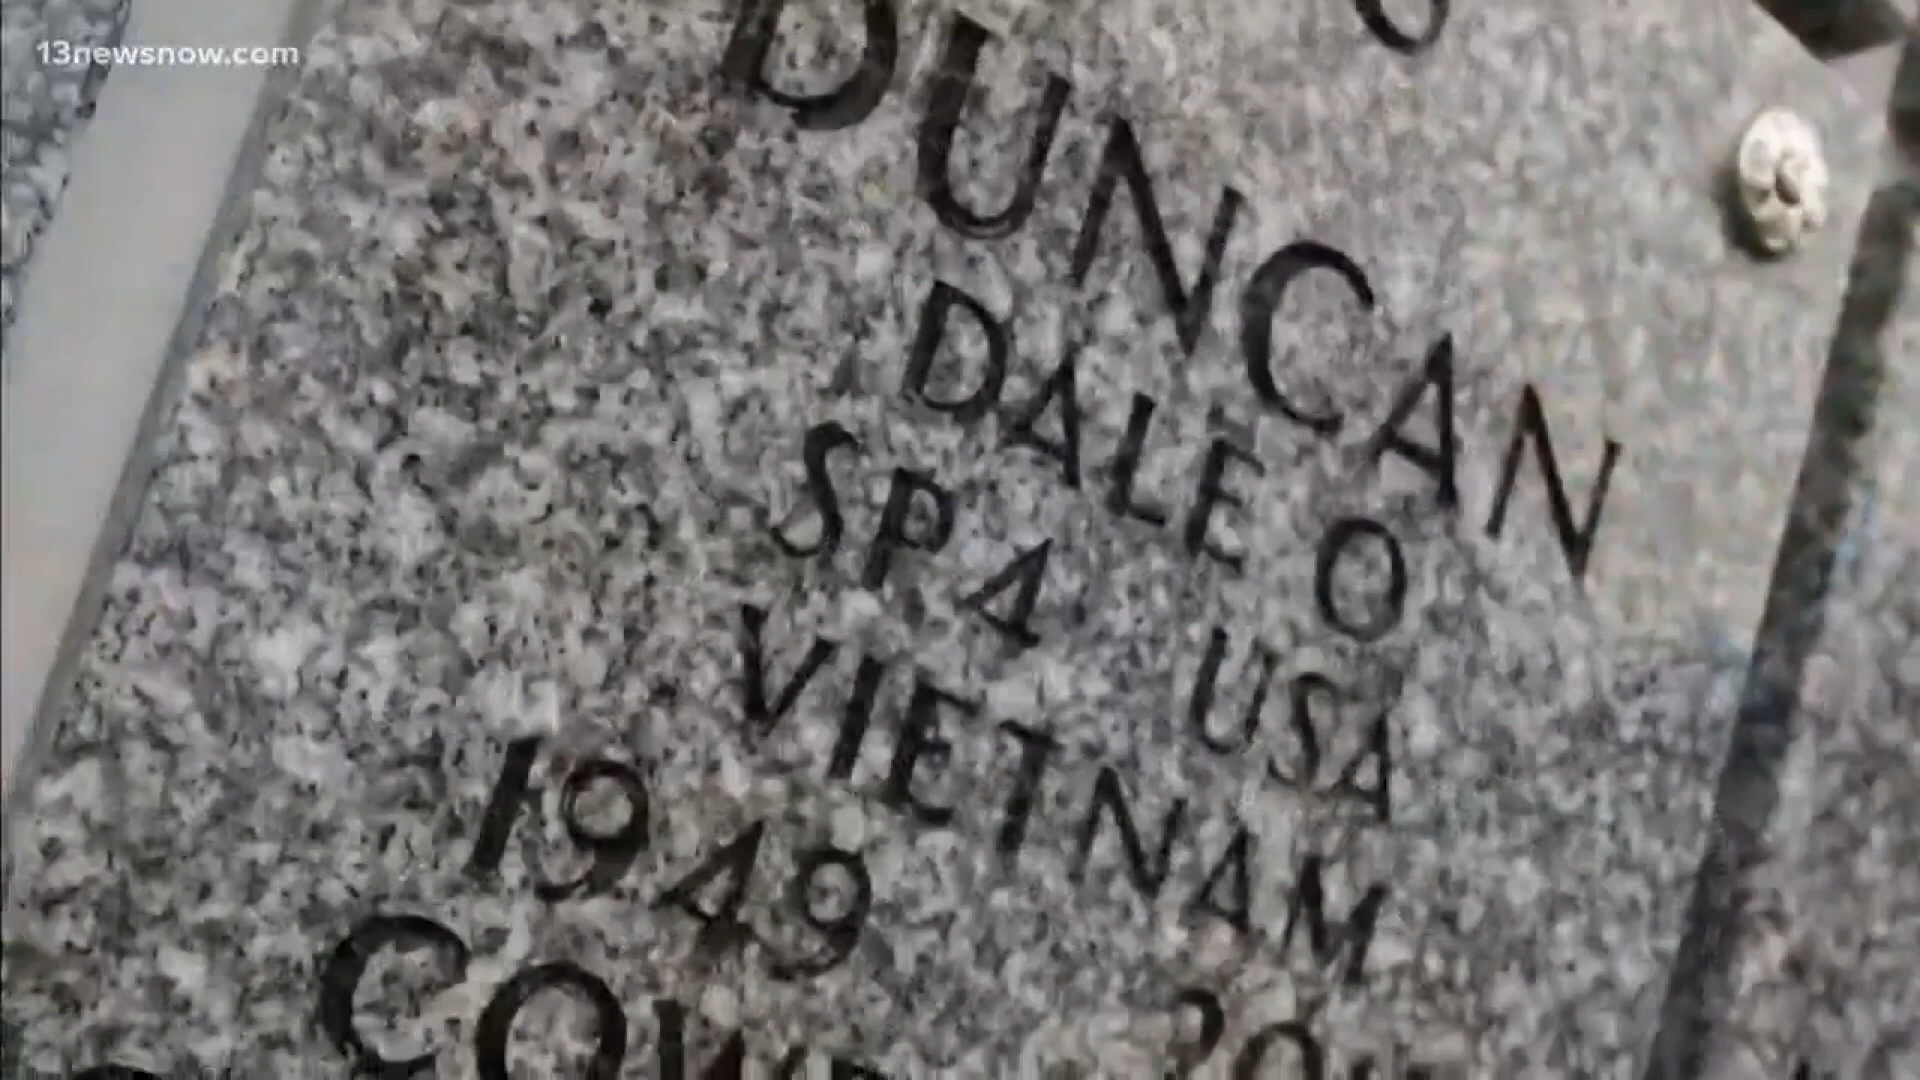 13newsnow.com
DUNCAN
DALE O
SP4 USA
VIETNAM
1949